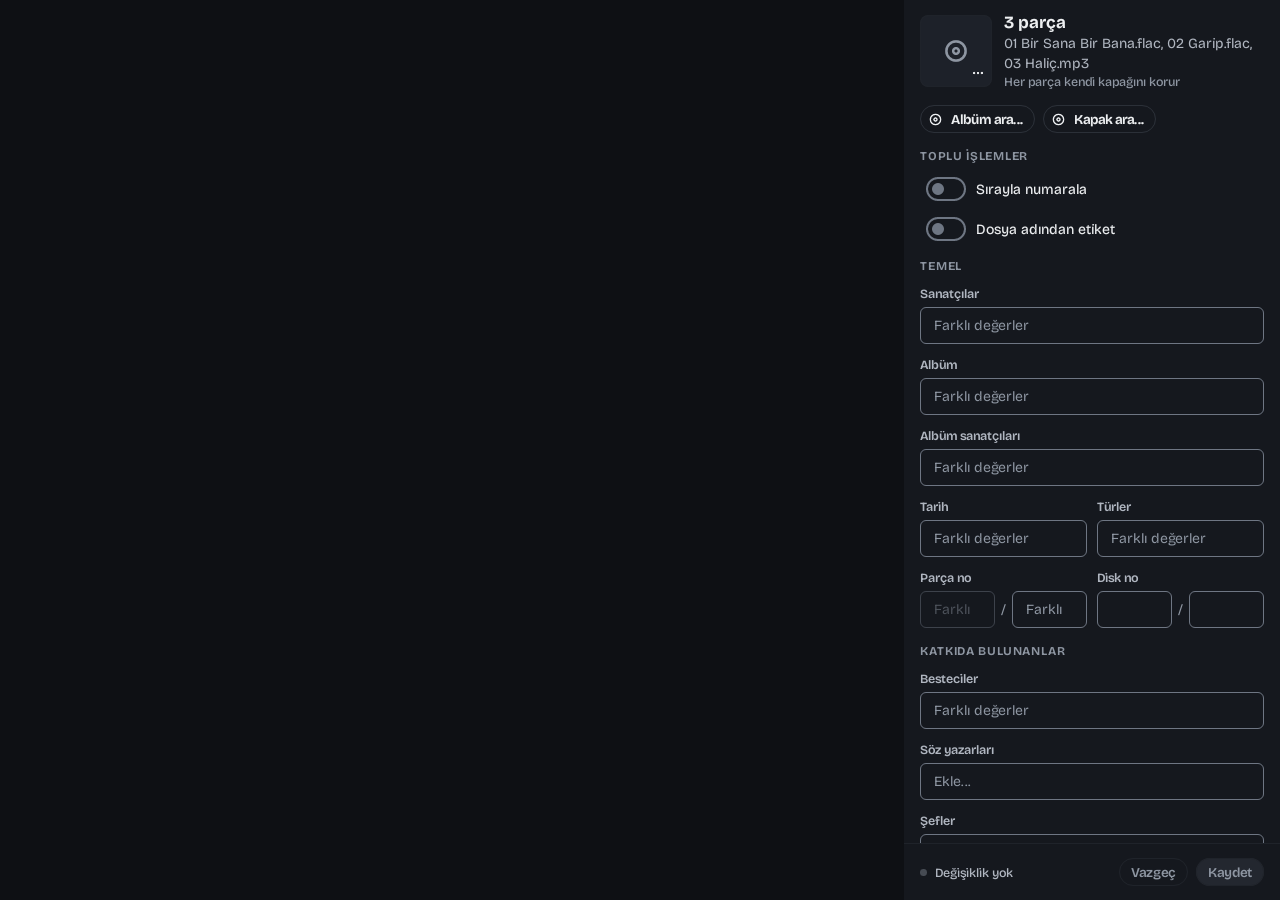 3 parça
01 Bir Sana Bir Bana.flac, 02 Garip.flac,
03 Haliç.mp3
Her parça kendi kapağını korur
Albüm ara...
Kapak ara...
TOPLU İŞLEMLER
Sırayla numarala
Dosya adından etiket
TEMEL
Sanatçılar
Farklı değerler
Albüm
Farklı değerler
Albüm sanatçıları
Farklı değerler
Tarih
Türler
Farklı değerler
Farklı değerler
Parça no
Disk no
Farklı
/
Farklı
/
KATKIDA BULUNANLAR
Besteciler
Farklı değerler
Söz yazarları
Ekle...
Şefler
Değişiklik yok
Vazgeç
Kaydet